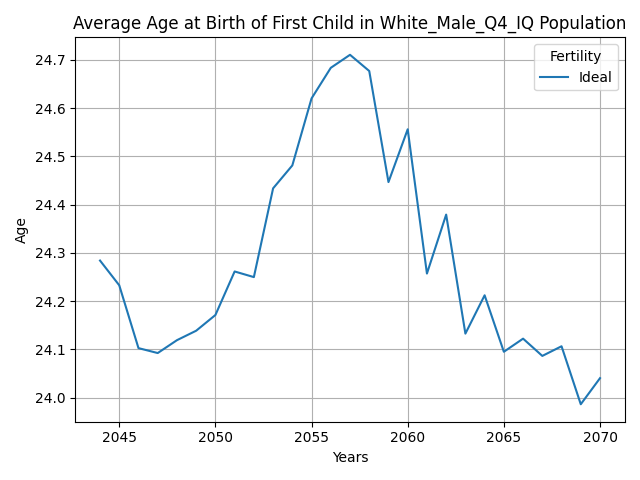 Average Age at Birth of First Child in White_Male_Q4_IQ Population
Fertility
Ideal
24.7
24.6
24.5
24.4
24.3
24.2
24.1
24.0
Age
2045
2050
2055
2060
2065
2070
Years